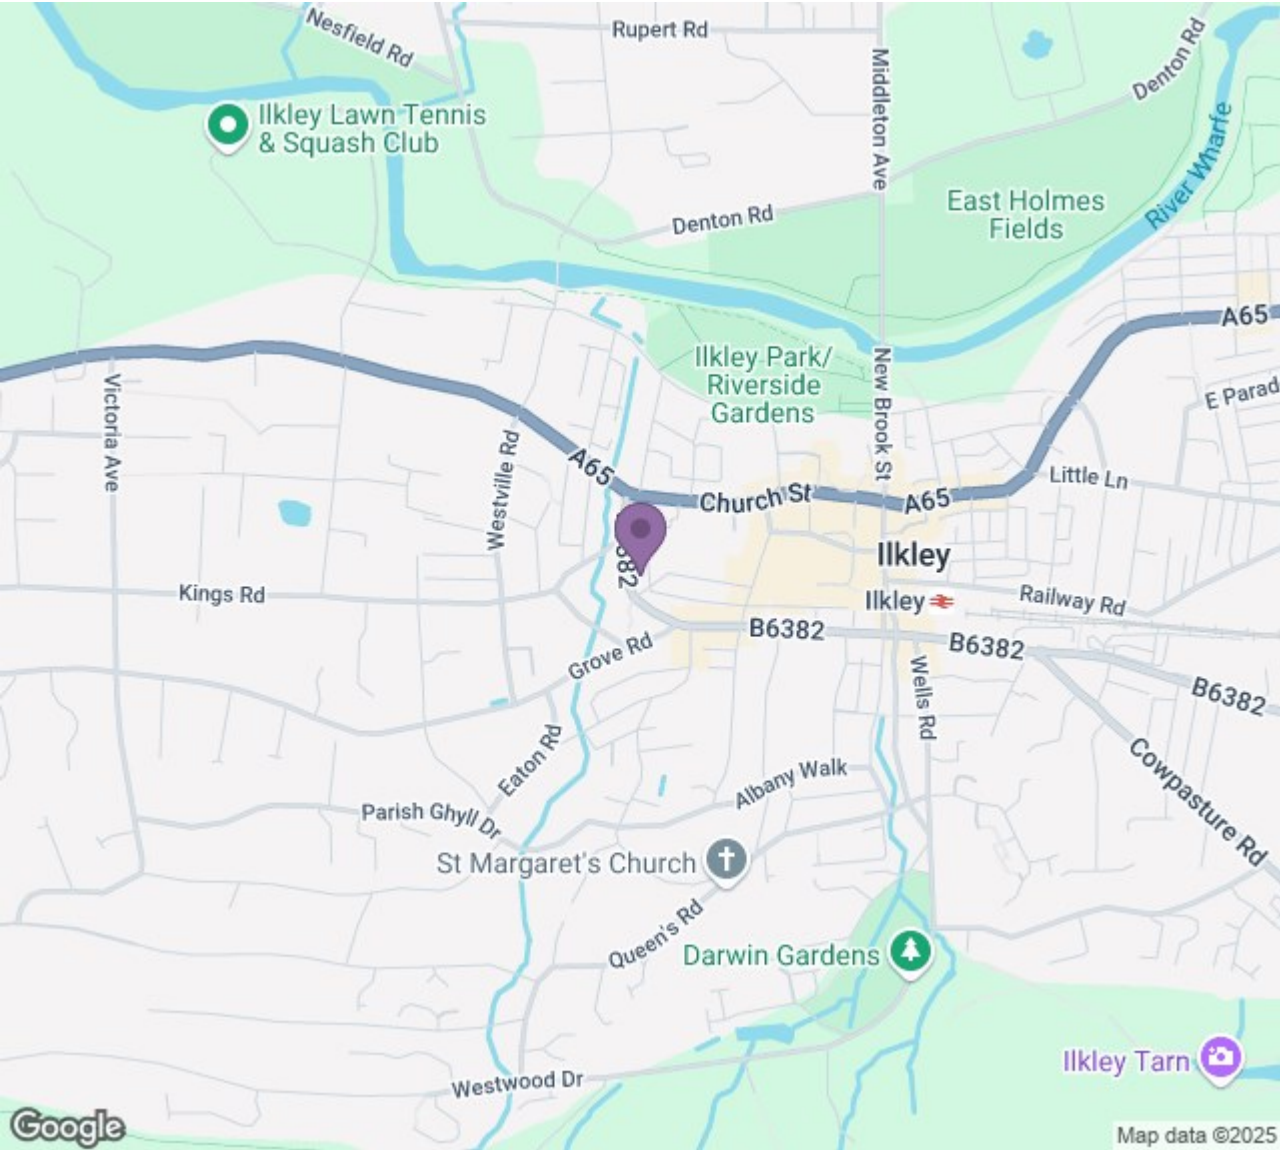 Nesfield Rd
Rupert Rd
Middleton Ave
Denton Rd
Ilkley Lawn Tennis
& Squash Club
River Wharfe
East Holmes
Fields
Denton Rd
A65
Ilkley Park/
Riverside
Gardens
New Brook St
E Parad
Victoria Ave
Westville Rd
A65
Church St
A65
Little Ln
Ilkley
382
Kings Rd
Ilkley
Railway Rd
B6382
B6382
Grove Rd
Wells Rd
B6382
Eaton Rd
Cowpasture Rd
Albany Walk
Parish Ghyll Dr
St Margaret's Church
Queen's Rd
Darwin Gardens
Ilkley Tarn
Westwood Dr
Google
Map data ©2025